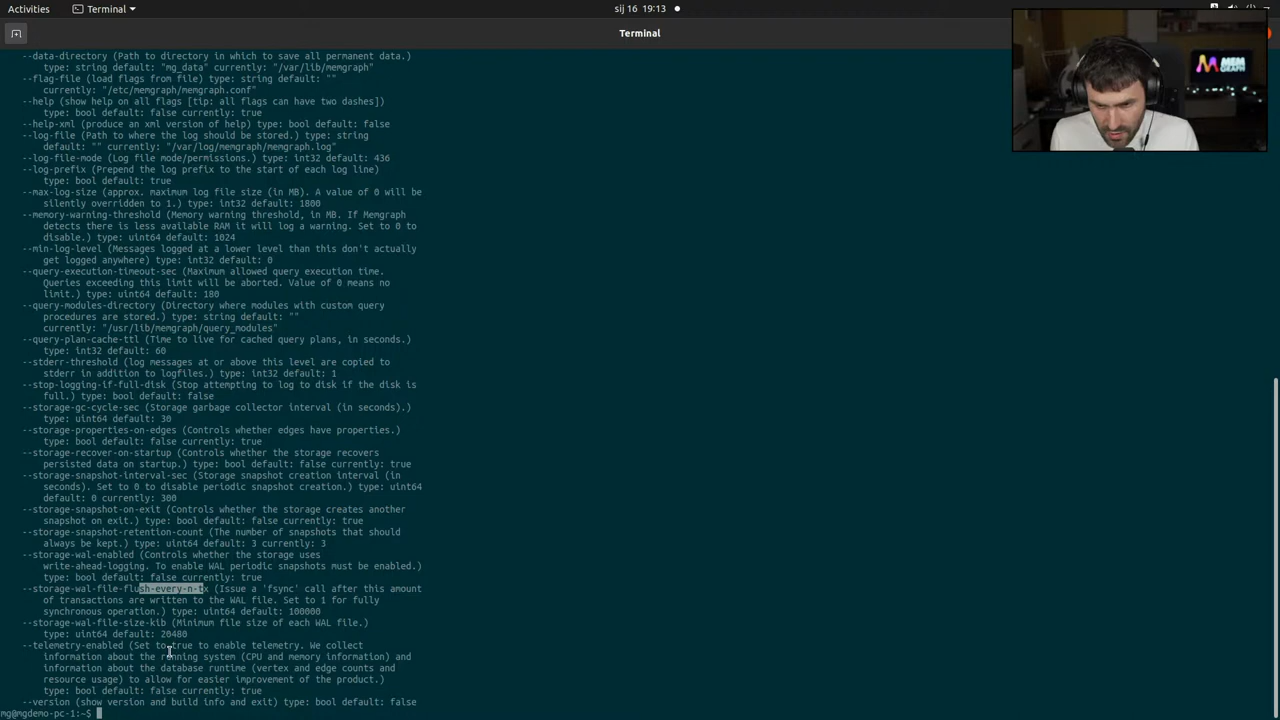 Activities
Terminal
sij 16 19:13
Terminal
MEM
GRAPH
--data-directory (Path to directory in which to save all permanent data.)
type: string default: "mg_data" currently: "/var/lib/memgraph"
--flag-file (load flags from file) type: string default: ""
currently: "/etc/memgraph/memgraph.conf"
--help (show help on all flags [tip: all flags can have two dashes])
type: bool default: false currently: true
--help-xml (produce an xml version of help) type: bool default: false
--log-file (Path to where the log should be stored.) type: string
default: "" currently: "/var/log/memgraph/memgraph.log"
--log-file-mode (Log file mode/permissions.) type: int32 default: 436
--log-prefix (Prepend the log prefix to the start of each log line)
type: bool default: true
--max-log-size (approx. maximum log file size (in MB). A value of 0 will be
silently overridden to 1.) type: int32 default: 1800
--memory-warning-threshold (Memory warning threshold, in MB. If Memgraph
detects there is less available RAM it will log a warning. Set to 0 to
disable.) type: uint64 default: 1024
--min-log-level (Messages logged at a lower level than this don't actually
get logged anywhere) type: int32 default: 0
--query-execution-timeout-sec (Maximum allowed query execution time.
Queries exceeding this limit will be aborted. Value of 0 means no
limit.) type: uint64 default: 180
--query-modules-directory (Directory where modules with custom query
procedures are stored.) type: string default: ""
currently: "/usr/lib/memgraph/query_modules"
--query-plan-cache-ttl (Time to live for cached query plans, in seconds.)
type: int32 default: 60
--stderr-threshold (log messages at or above this level are copied to
stderr in addition to logfiles.) type: int32 default: 1
--stop-logging-if-full-disk (Stop attempting to log to disk if the disk is
full.) type: bool default: false
--storage-gc-cycle-sec (Storage garbage collector interval (in seconds).)
type: uint64 default: 30
--storage-properties-on-edges (Controls whether edges have properties.)
type: bool default: false currently: true
--storage-recover-on-startup (Controls whether the storage recovers
persisted data on startup.) type: bool default: false currently: true
--storage-snapshot-interval-sec (Storage snapshot creation interval (in
seconds). Set to 0 to disable periodic snapshot creation.) type: uint64
default: 0 currently: 300
--storage-snapshot-on-exit (Controls whether the storage creates another
snapshot on exit.) type: bool default: false currently: true
--storage-snapshot-retention-count (The number of snapshots that should
always be kept.) type: uint64 default: 3 currently: 3
--storage-wal-enabled (Controls whether the storage uses
write-ahead-logging. To enable WAL periodic snapshots must be enabled.)
type: bool default: false currently: true
--storage-wal-file-flush-every-n-tx (Issue a 'fsync' call after this amount
of transactions are written to the WAL file. Set to 1 for fully
synchronous operation.) type: uint64 default: 100000
--storage-wal-file-size-kib (Minimum file size of each WAL file.)
type: uint64 default: 20480
--telemetry-enabled (Set to true to enable telemetry. We collect
information about the running system (CPU and memory information) and
information about the database runtime (vertex and edge counts and
resource usage) to allow for easier improvement of the product.)
type: bool default: false currently: true
--version (show version and build info and exit) type: bool default: false
mg@mgdemo-pc-1:~$